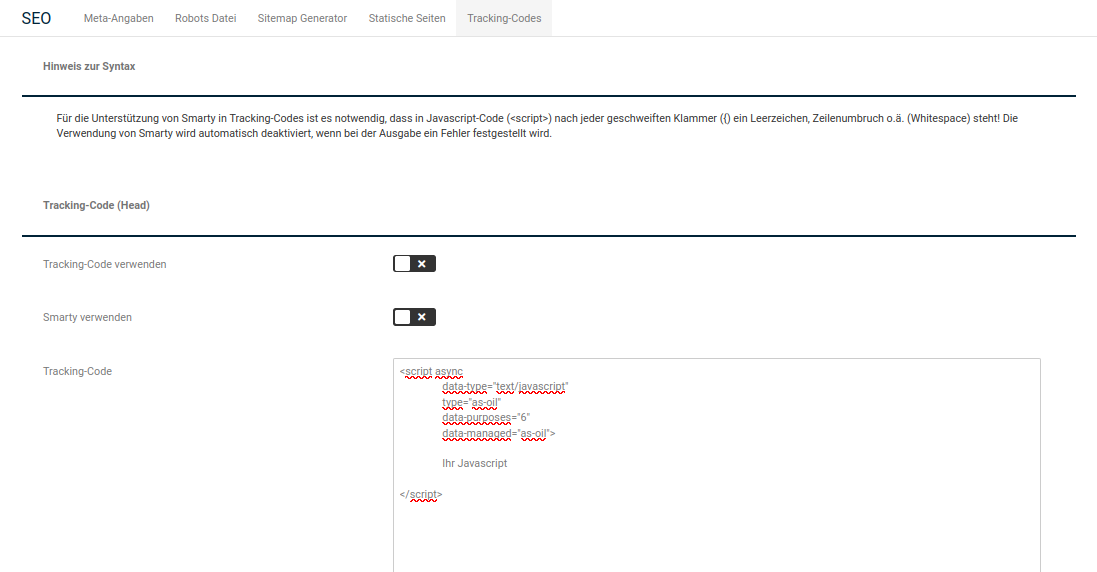 SEO Meta-Angaben Robots Datei Sitemap Generator Statische Seiten Tracking-Codes
Hinweis zur Syntax
Für die Unterstützung von Smarty in Tracking-Codes ist es notwendig, dass in Javascript-Code (<script>) nach jeder geschweiften Klammer ({) ein Leerzeichen, Zeilenumbruch o.ä. (Whitespace) steht! Die
Verwendung von Smarty wird automatisch deaktiviert, wenn bei der Ausgabe ein Fehler festgestellt wird.
Tracking-Code (Head)
Tracking-Code verwenden
Smarty verwenden
Tracking-Code
<script async
data-type="text/javascript"
type="as-oil"
data-purposes="6"
data-managed="as-oil">
Ihr Javascript
</script>